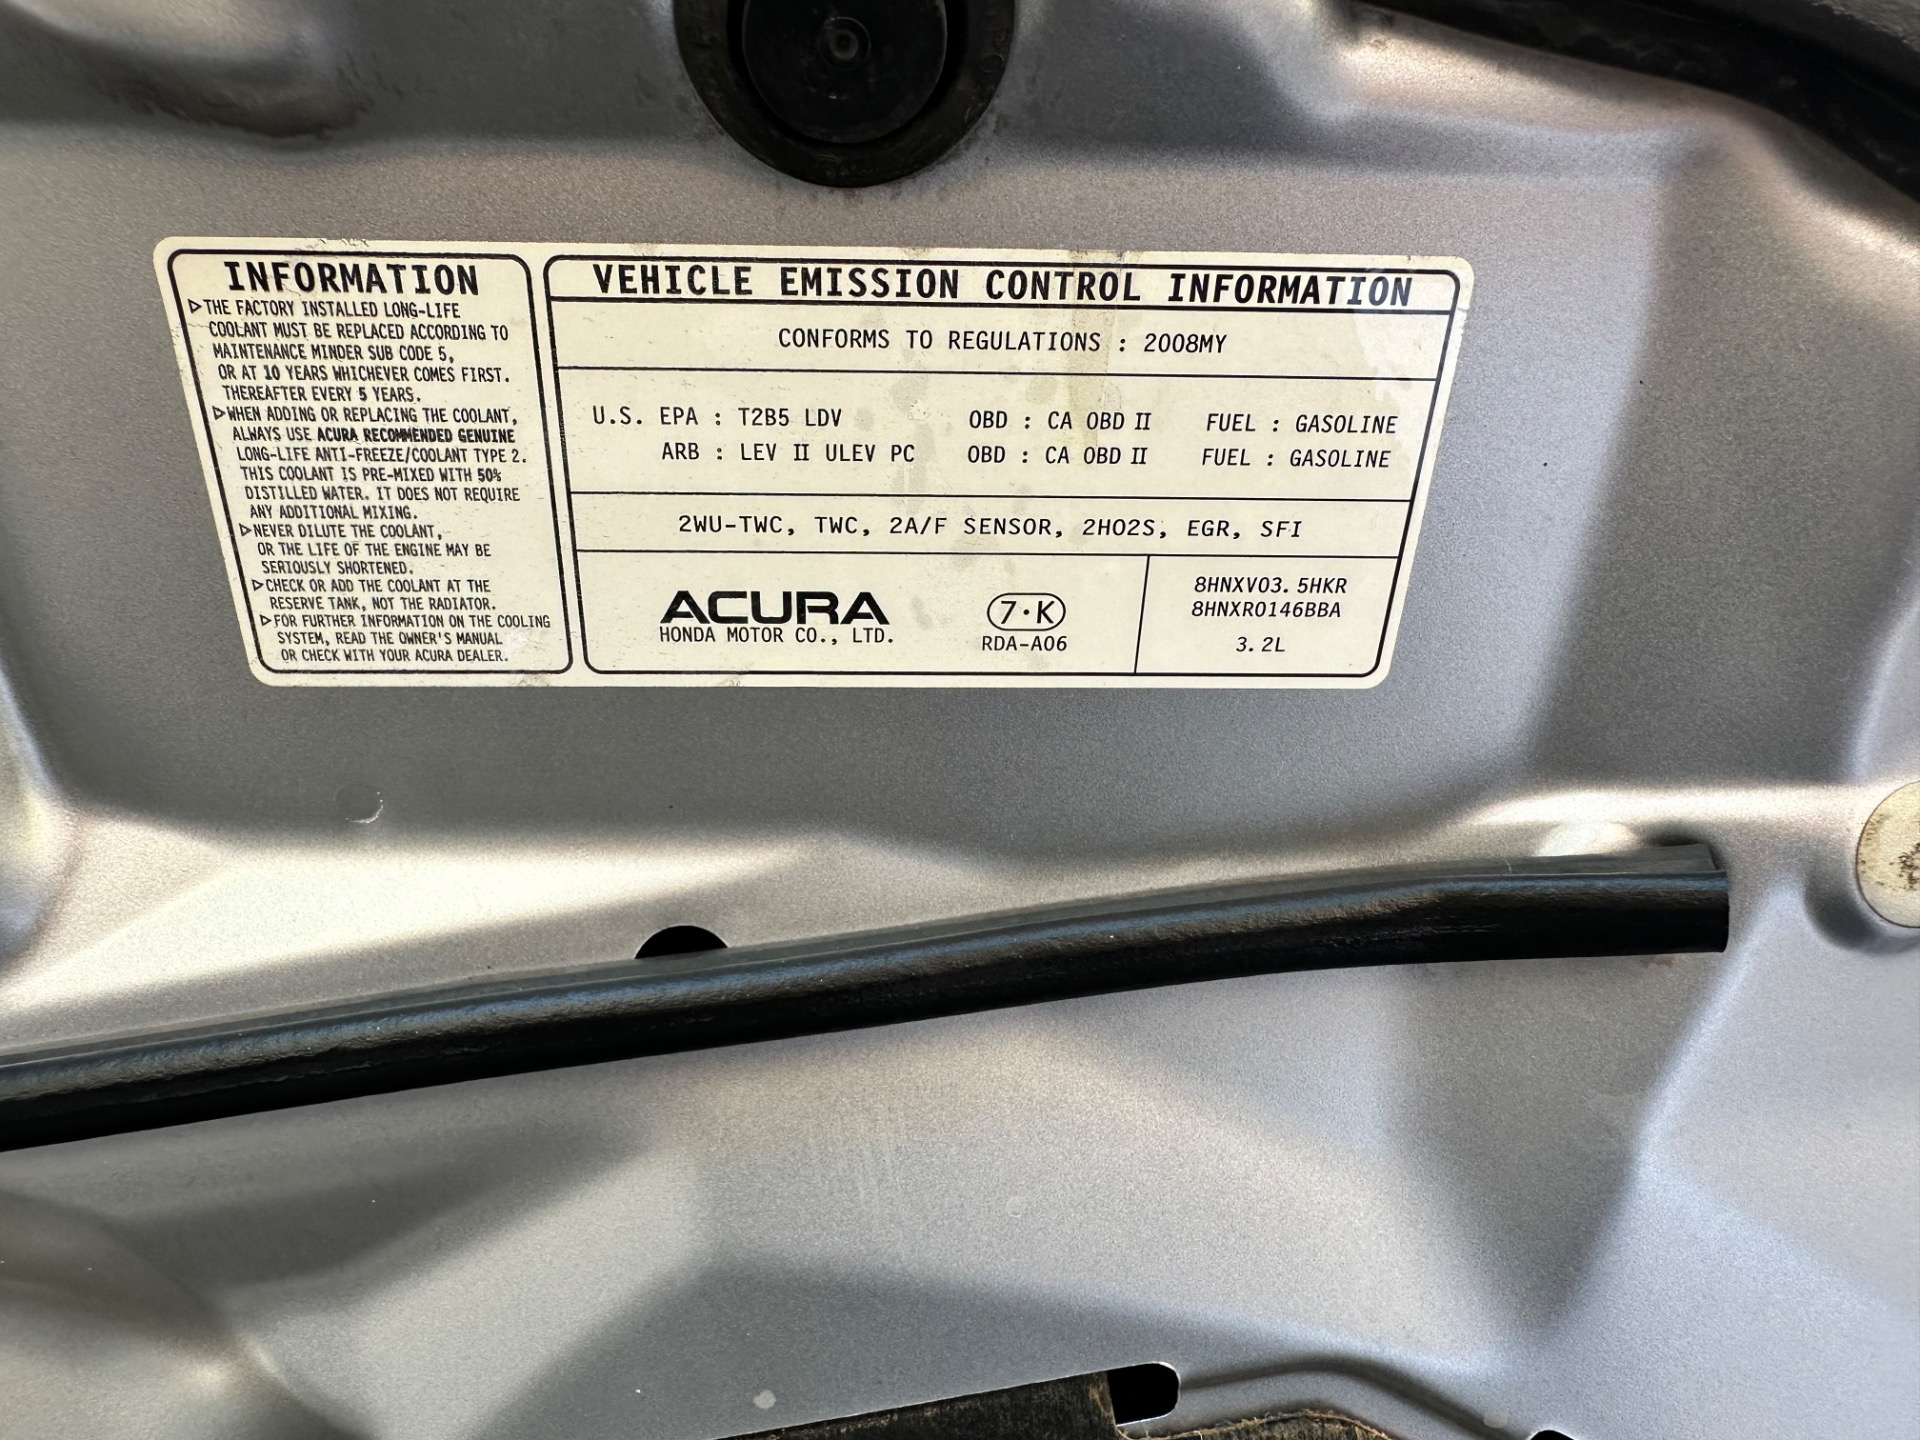 INFORMATION
▷THE FACTORY INSTALLED LONG-LIFE
COOLANT MUST BE REPLACED ACCORDING TO
MAINTENANCE MINDER SUB CODE 5,
OR AT 10 YEARS WHICHEVER COMES FIRST.
THEREAFTER EVERY 5 YEARS.
▷WHEN ADDING OR REPLACING THE COOLANT,
ALWAYS USE ACURA RECOMMENDED GENUINE
LONG-LIFE ANTI-FREEZE/COOLANT TYPE 2.
THIS COOLANT IS PRE-MIXED WITH 50%
DISTILLED WATER. IT DOES NOT REQUIRE
ANY ADDITIONAL MIXING.
▷NEVER DILUTE THE COOLANT,
OR THE LIFE OF THE ENGINE MAY BE
SERIOUSLY SHORTENED.
▷CHECK OR ADD THE COOLANT AT THE
RESERVE TANK, NOT THE RADIATOR.
▷FOR FURTHER INFORMATION ON THE COOLING
SYSTEM, READ THE OWNER'S MANUAL
OR CHECK WITH YOUR ACURA DEALER.
VEHICLE EMISSION CONTROL INFORMATION
CONFORMS TO REGULATIONS : 2008MY
U.S. EPA : T2B5 LDV OBD : CA OBD II FUEL : GASOLINE
ARB : LEV II ULEV PC OBD : CA OBD II FUEL : GASOLINE
2WU-TWC, TWC, 2A/F SENSOR, 2HO2S, EGR, SFI
ACURA
HONDA MOTOR CO., LTD.
7·K
RDA-A06
8HNXV03.5HKR
8HNXR0146BBA
3.2L